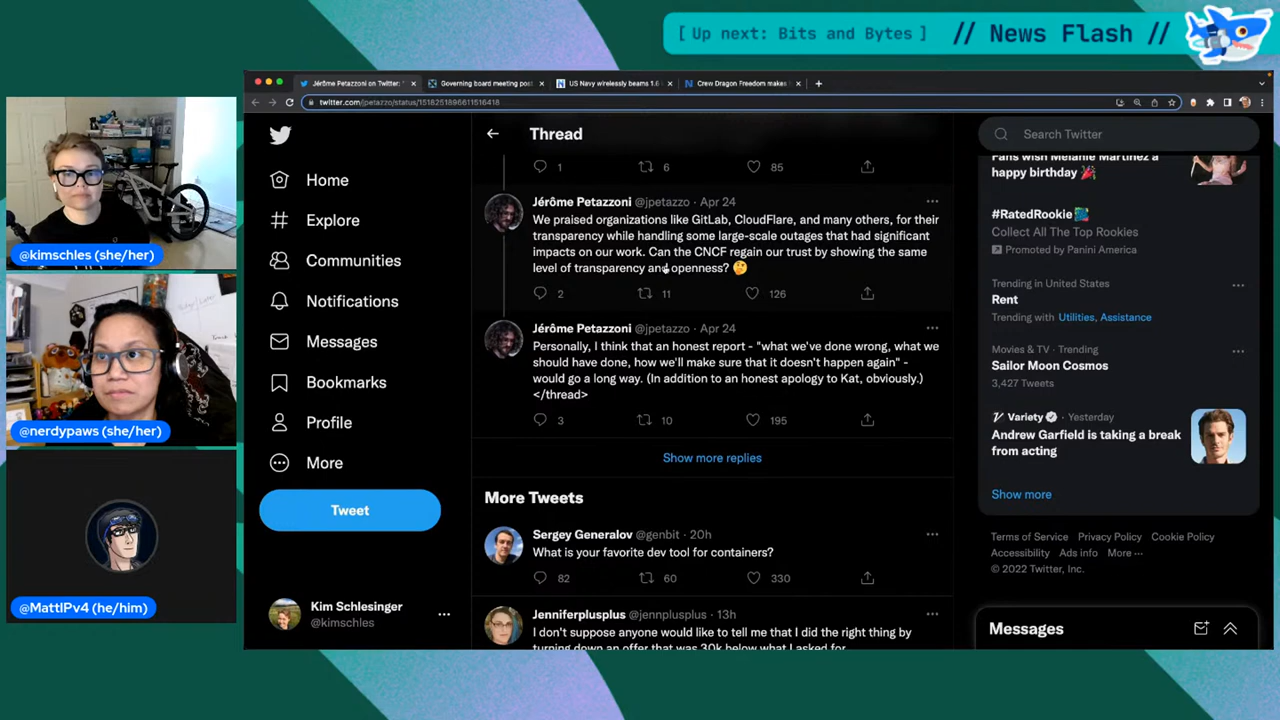 [ Up next: Bits and Bytes ]
// News Flash //
@kimschles (she/her)
@nerdypaws (she/her)
@MattIPv4 (he/him)
Jérôme Petazzoni on Twitter: "
Governing board meeting post
US Navy wirelessly beams 1.6
Crew Dragon Freedom makes
twitter.com/jpetazzo/status/1518251896611516418
Home
Explore
Communities
Notifications
Messages
Bookmarks
Profile
More
Tweet
Kim Schlesinger
@kimschles
Thread
1
6
85
Jérôme Petazzoni @jpetazzo · Apr 24
We praised organizations like GitLab, CloudFlare, and many others, for their
transparency while handling some large-scale outages that had significant
impacts on our work. Can the CNCF regain our trust by showing the same
level of transparency and openness? 🤔
2
11
126
Jérôme Petazzoni @jpetazzo · Apr 24
Personally, I think that an honest report - "what we've done wrong, what we
should have done, how we'll make sure that it doesn't happen again" -
would go a long way. (In addition to an honest apology to Kat, obviously.)
</thread>
3
10
195
Show more replies
More Tweets
Sergey Generalov @genbit · 20h
What is your favorite dev tool for containers?
82
60
330
Jenniferplusplus @jennplusplus · 13h
I don't suppose anyone would like to tell me that I did the right thing by
turning down an offer that was 30k below what I asked for
Search Twitter
Fans wish Melanie Martinez a
happy birthday 🎉
#RatedRookie
Collect All The Top Rookies
Promoted by Panini America
Trending in United States
Rent
Trending with Utilities, Assistance
Movies & TV · Trending
Sailor Moon Cosmos
3,427 Tweets
Variety · Yesterday
Andrew Garfield is taking a break
from acting
Show more
Terms of Service Privacy Policy Cookie Policy
Accessibility Ads info More ···
© 2022 Twitter, Inc.
Messages